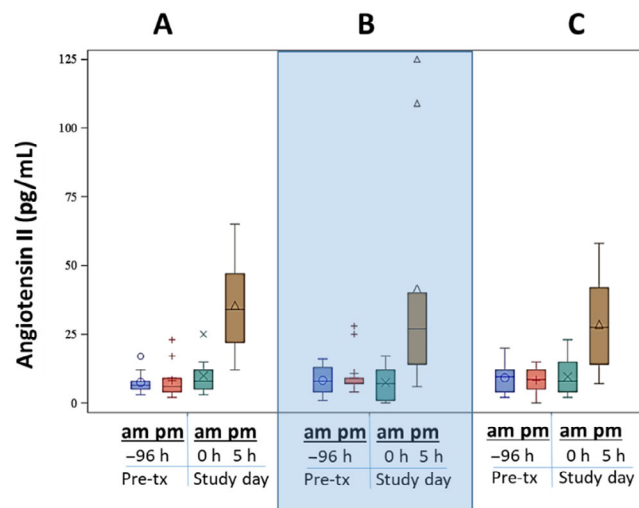 A B C
Angiotensin II (pg/mL)
125
100
75
50
25
0
am pm am pm am pm am pm am pm am pm
–96 h 0 h 5 h –96 h 0 h 5 h –96 h 0 h 5 h
Pre-tx Study day Pre-tx Study day Pre-tx Study day